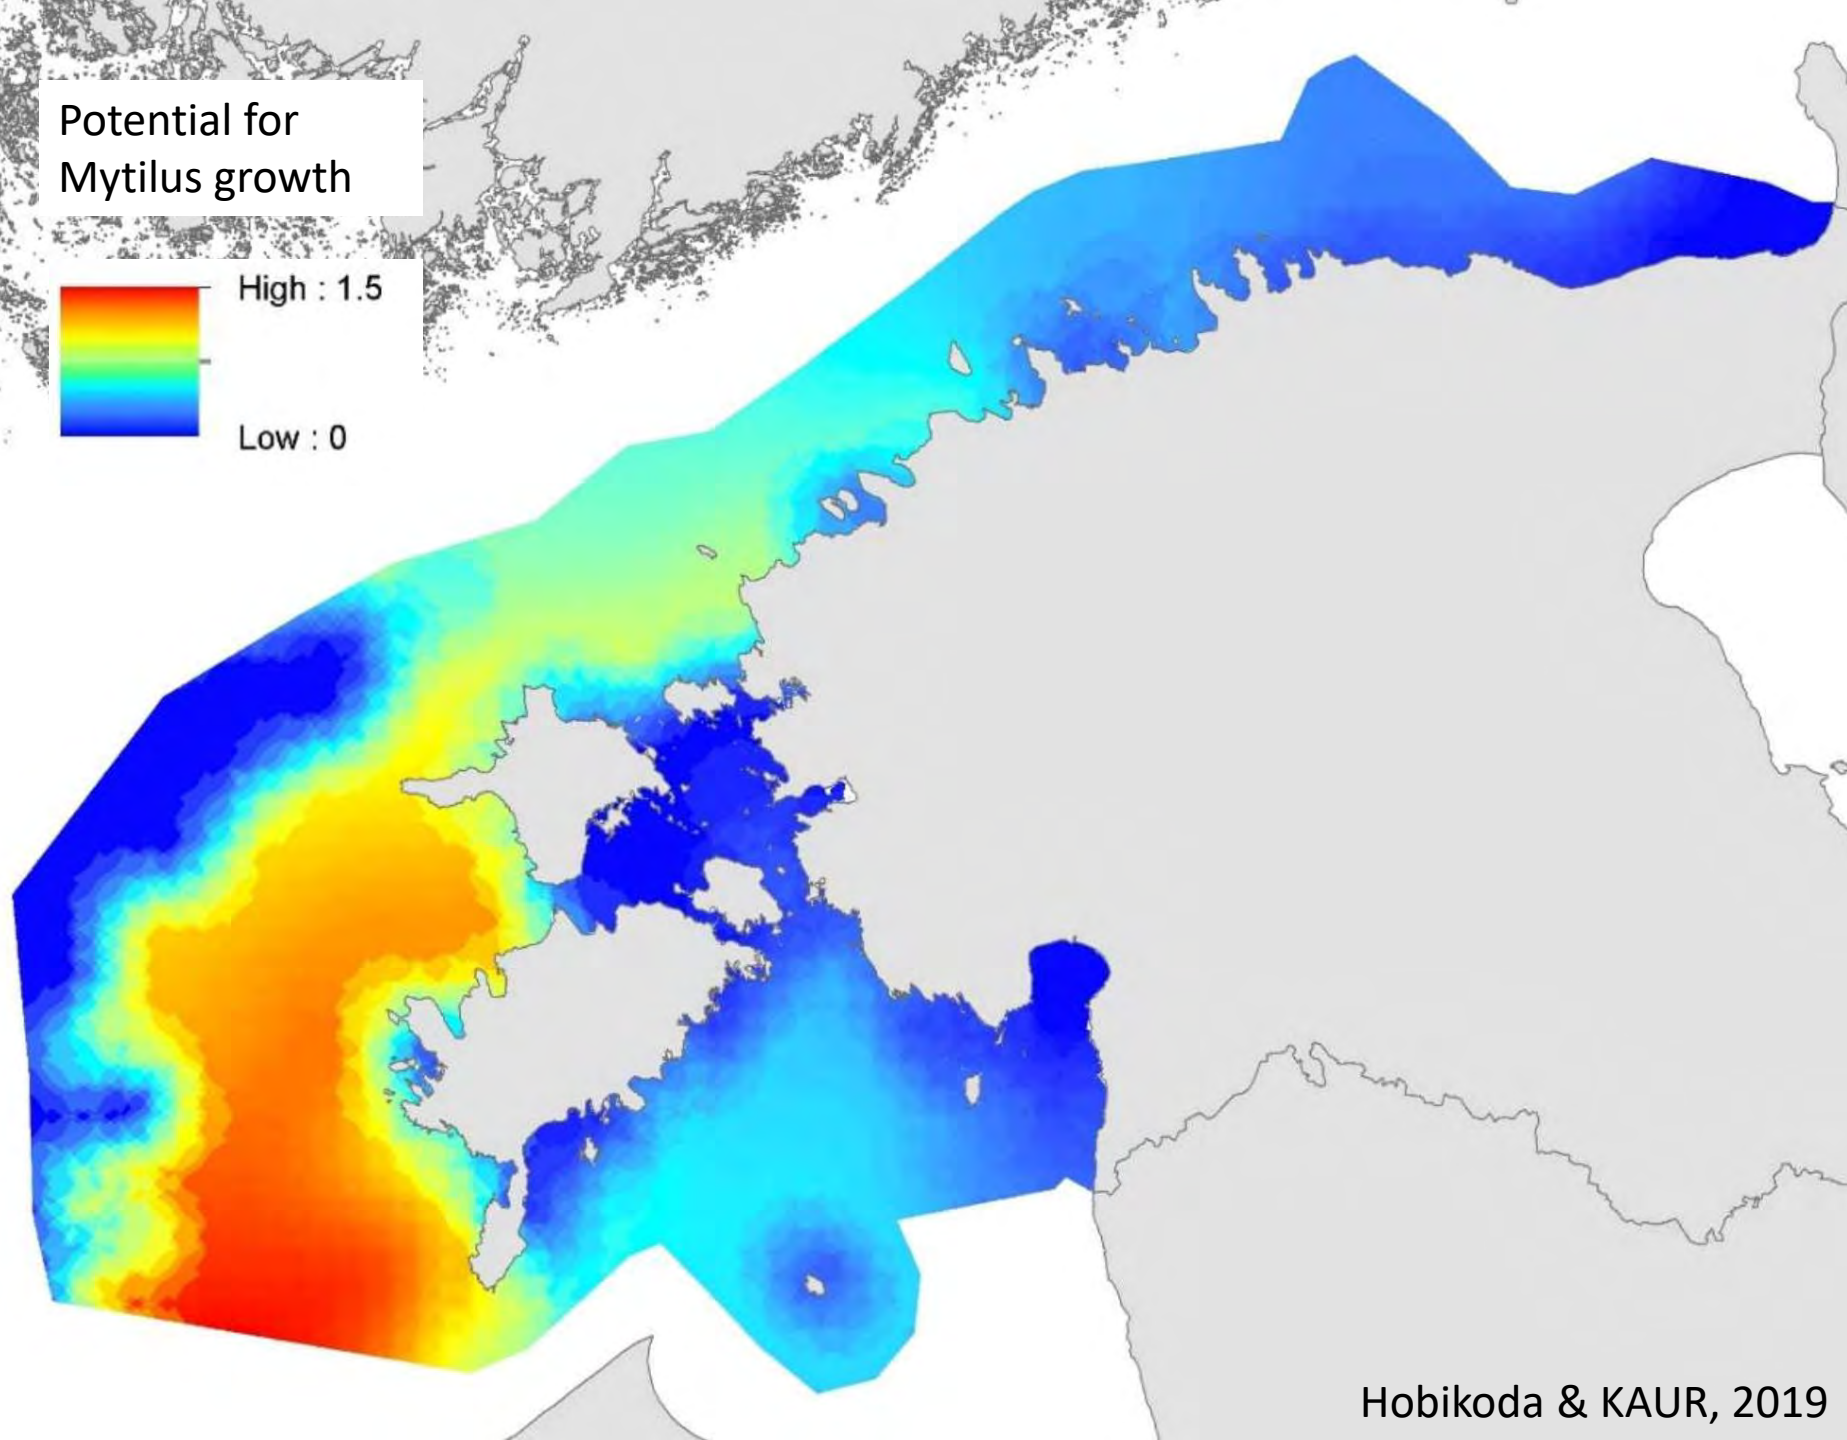 Potential for
Mytilus growth
High : 1.5
Low : 0
Hobikoda & KAUR, 2019